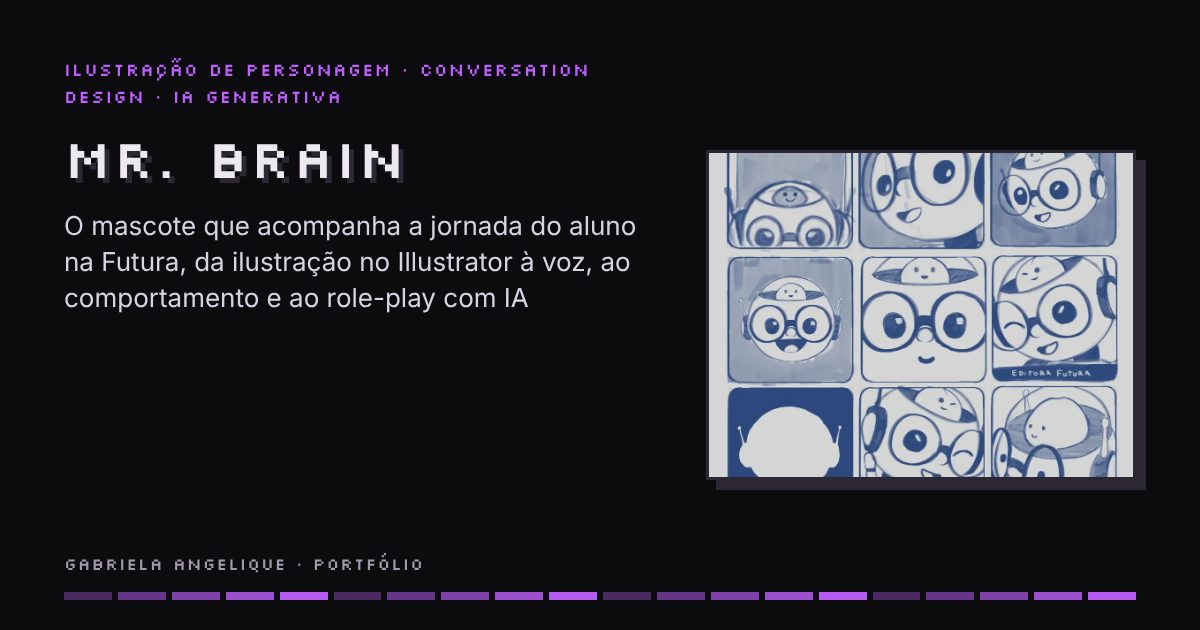 ILUSTRAÇÃO DE PERSONAGEM · CONVERSATION
DESIGN · IA GENERATIVA
MR. BRAIN
O mascote que acompanha a jornada do aluno
na Futura, da ilustração no Illustrator à voz, ao
comportamento e ao role-play com IA
EDITORA FUTURA
GABRIELA ANGELIQUE · PORTFÓLIO